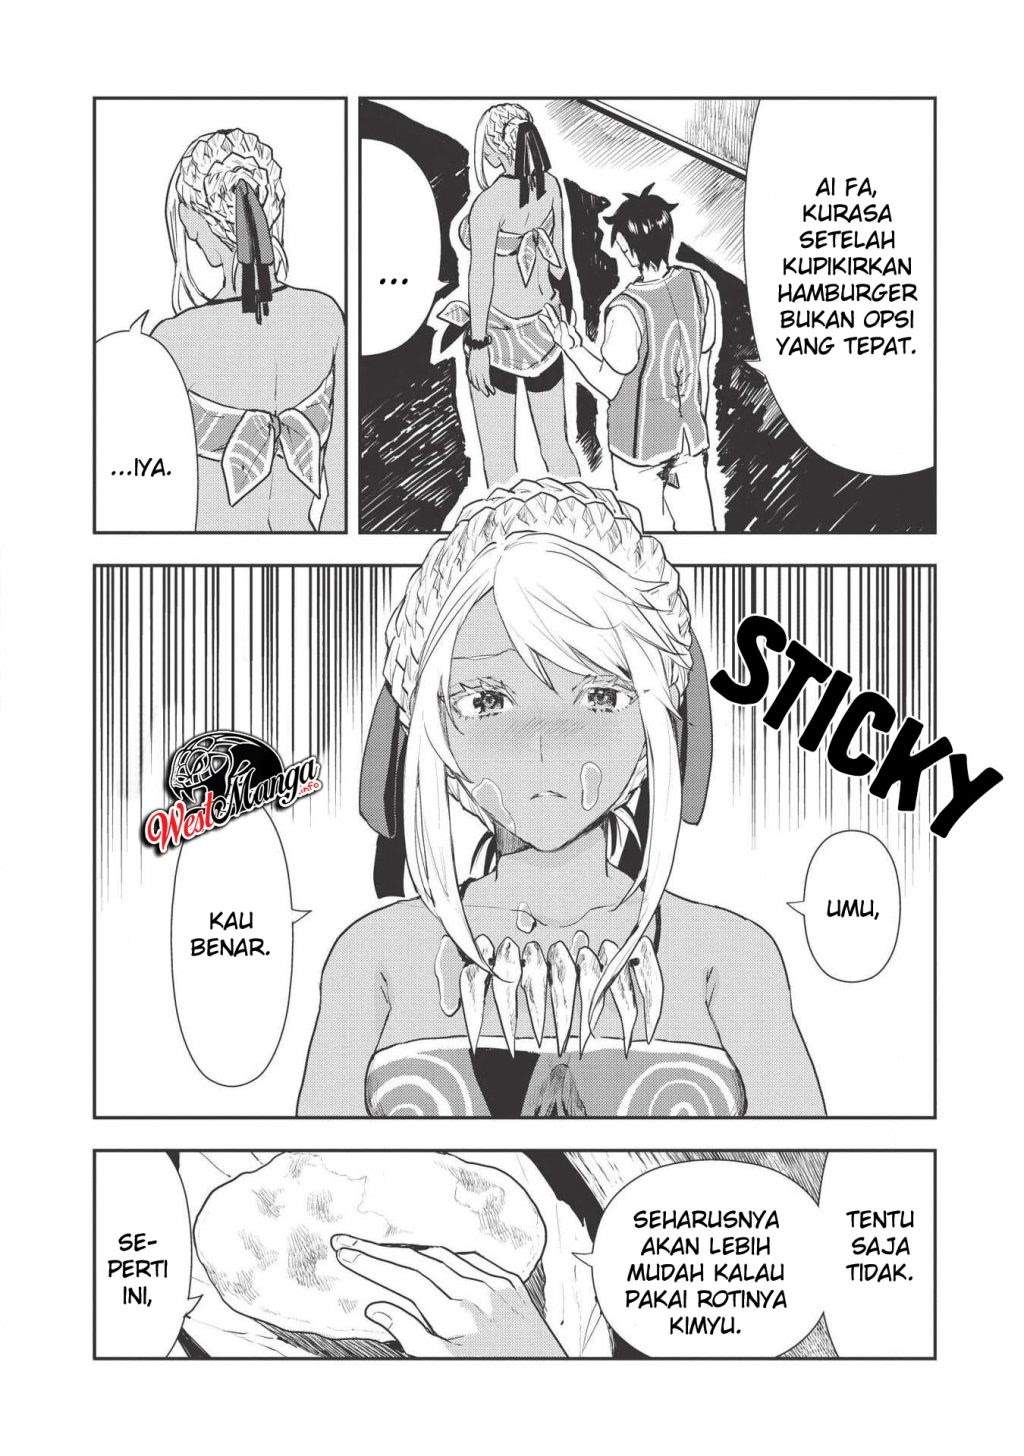 AI FA,
KURASA
SETELAH
KUPIKIRKAN
HAMBURGER
BUKAN OPSI
YANG TEPAT.
...
...IYA.
STICKY
UMU,
WestManga
.info
KAU
BENAR.
TENTU
SAJA
TIDAK.
SEHARUSNYA
AKAN LEBIH
MUDAH KALAU
PAKAI ROTINYA
KIMYU.
SE-
PERTI
INI,